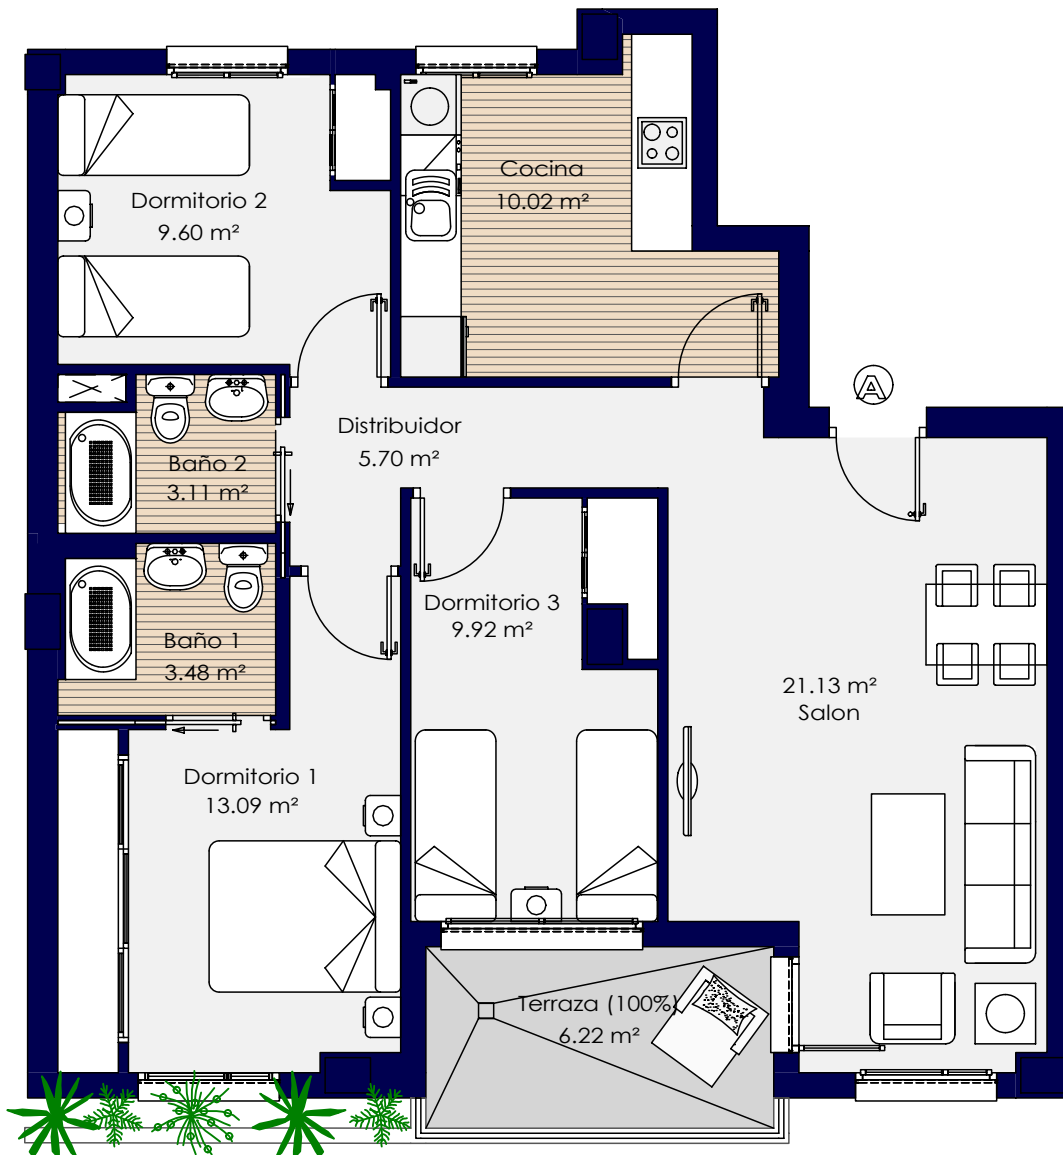 Cocina
10.02 m²
Dormitorio 2
9.60 m²
A
Distribuidor
5.70 m²
Baño 2
3.11 m²
Dormitorio 3
9.92 m²
Baño 1
3.48 m²
21.13 m²
Salon
Dormitorio 1
13.09 m²
Terraza (100%)
6.22 m²